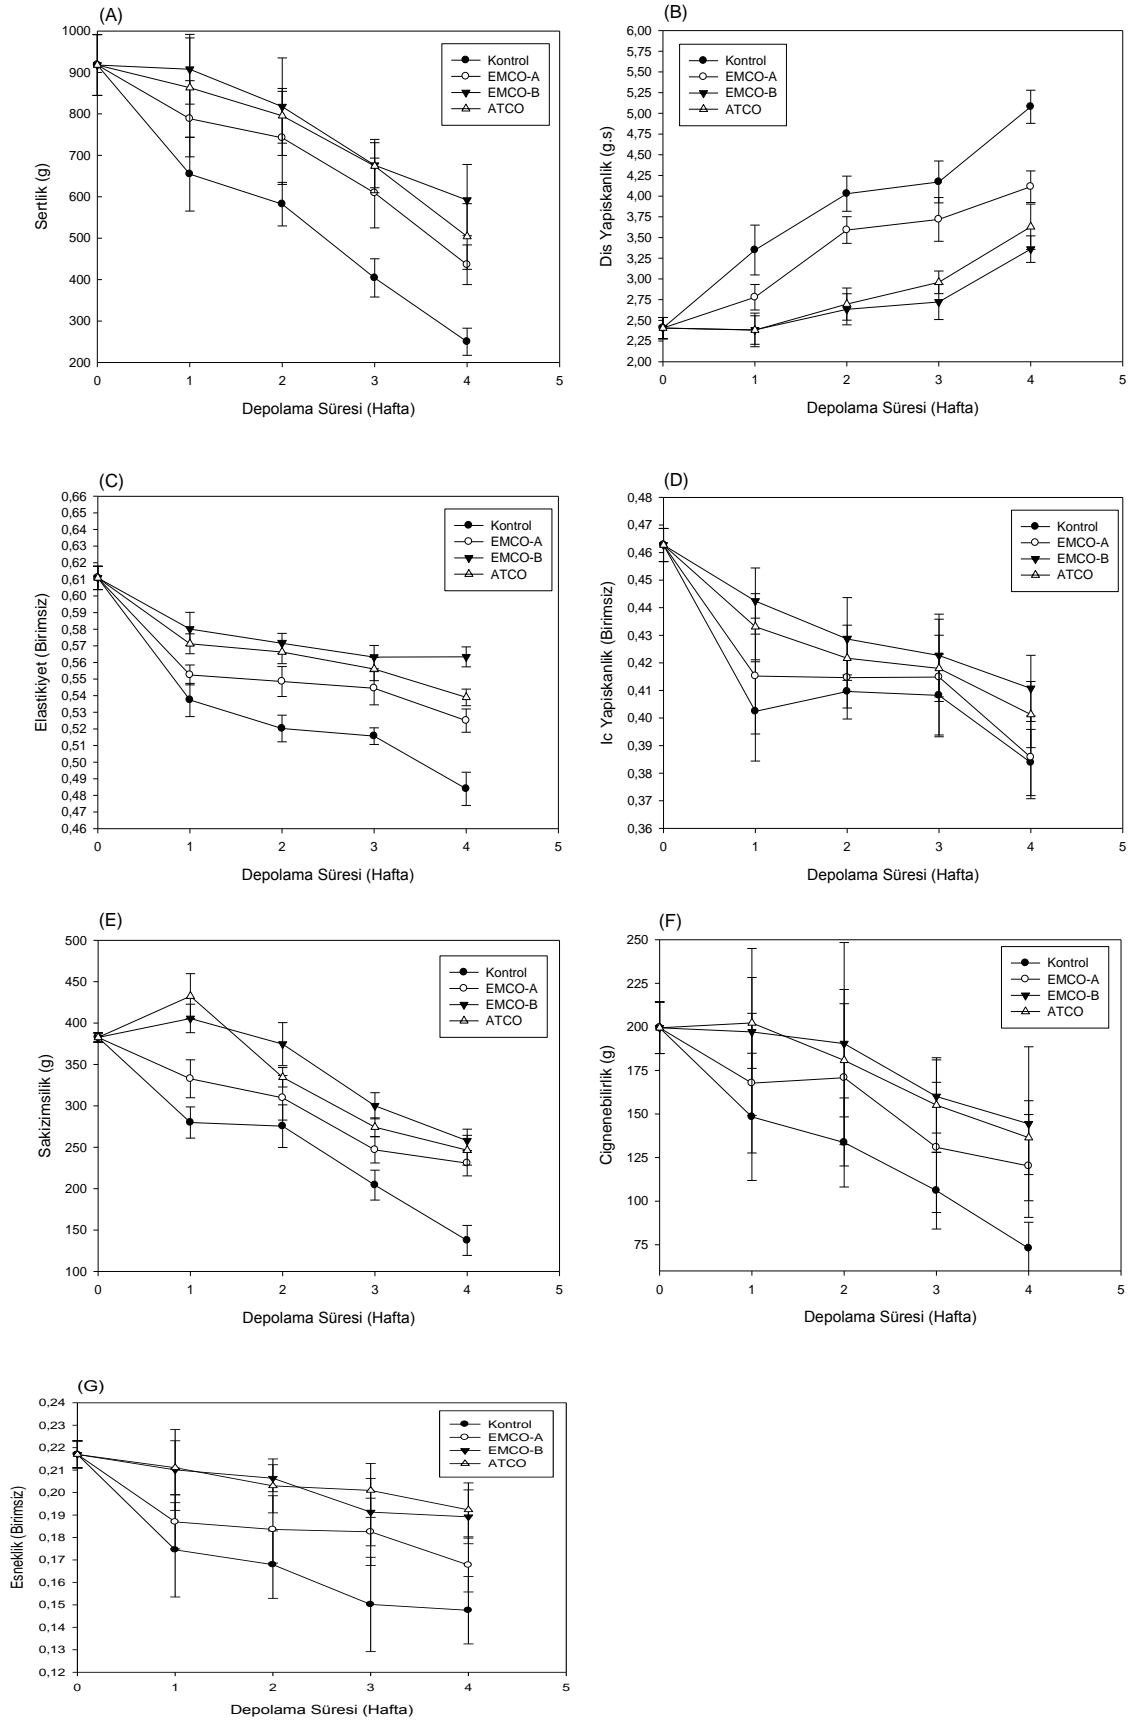 (A)
Sertlik (g)
1000
900
800
700
600
500
400
300
200
0 1 2 3 4 5
Depolama Süresi (Hafta)
Kontrol
EMCO-A
EMCO-B
ATCO
(B)
Dis Yapiskanlik (g.s)
6,00
5,75
5,50
5,25
5,00
4,75
4,50
4,25
4,00
3,75
3,50
3,25
3,00
2,75
2,50
2,25
2,00
0 1 2 3 4 5
Depolama Süresi (Hafta)
Kontrol
EMCO-A
EMCO-B
ATCO
(C)
Elastikiyet (Birimsiz)
0,66
0,65
0,64
0,63
0,62
0,61
0,60
0,59
0,58
0,57
0,56
0,55
0,54
0,53
0,52
0,51
0,50
0,49
0,48
0,47
0,46
0 1 2 3 4 5
Depolama Süresi (Hafta)
Kontrol
EMCO-A
EMCO-B
ATCO
(D)
Ic Yapiskanlik (Birimsiz)
0,48
0,47
0,46
0,45
0,44
0,43
0,42
0,41
0,40
0,39
0,38
0,37
0,36
0 1 2 3 4 5
Depolama Süresi (Hafta)
Kontrol
EMCO-A
EMCO-B
ATCO
(E)
Sakizimsilik (g)
500
450
400
350
300
250
200
150
100
0 1 2 3 4 5
Depolama Süresi (Hafta)
Kontrol
EMCO-A
EMCO-B
ATCO
(F)
Cignenebilirlik (g)
250
225
200
175
150
125
100
75
0 1 2 3 4 5
Depolama Süresi (Hafta)
Kontrol
EMCO-A
EMCO-B
ATCO
(G)
Esneklik (Birimsiz)
0,24
0,23
0,22
0,21
0,20
0,19
0,18
0,17
0,16
0,15
0,14
0,13
0,12
0 1 2 3 4 5
Depolama Süresi (Hafta)
Kontrol
EMCO-A
EMCO-B
ATCO